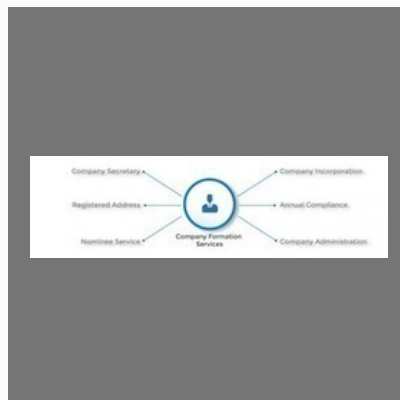 Company Secretary
Registered Address
Nominee Service
Company Formation
Services
Company Incorporation
Annual Compliance
Company Administration